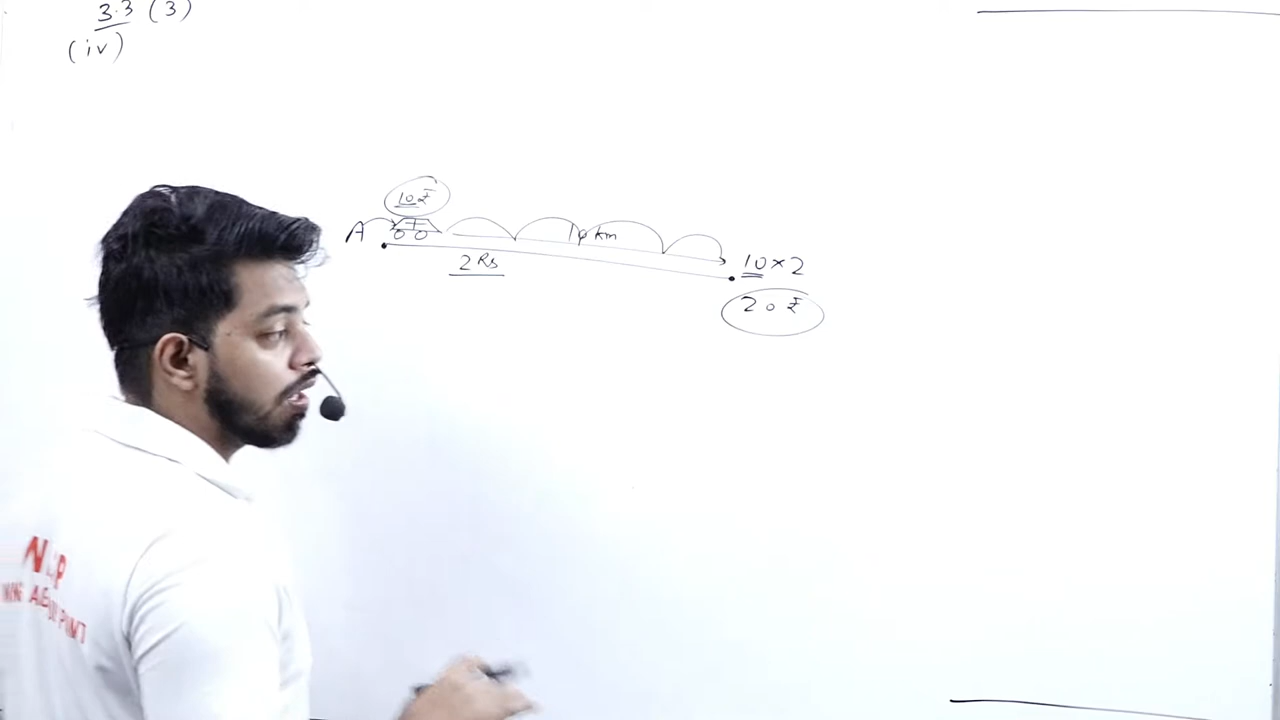 3.3 (3)
(iv)
10₹
A
10 km
2 Rs
10 × 2
20 ₹